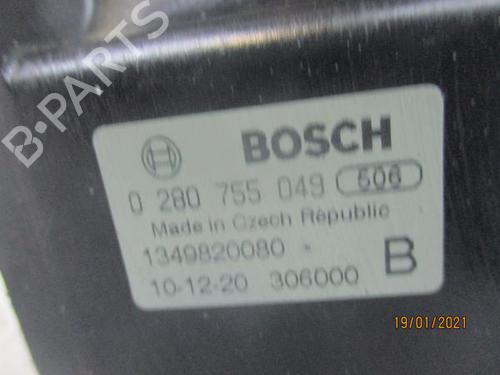 B·PARTS
BOSCH
0 280 755 049 506
Made in Czech Republic
1349820080
B
10-12-20 306000
19/01/2021